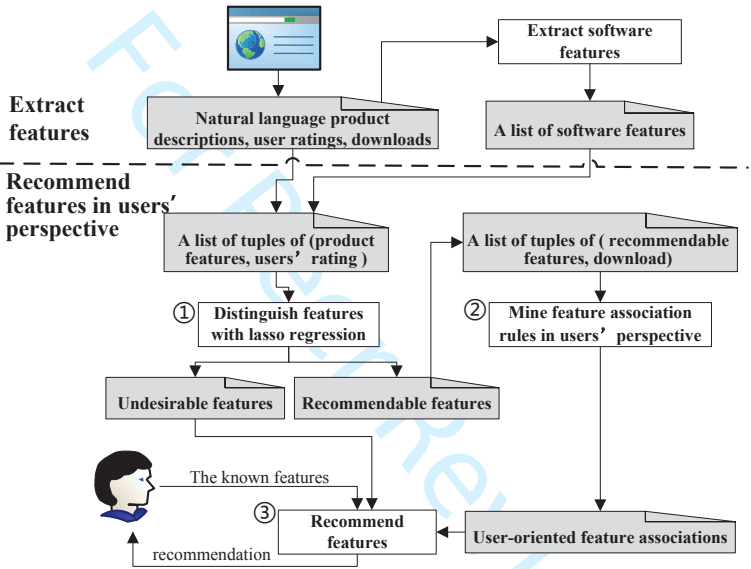 Extract software
features
Extract
features
Natural language product
descriptions, user ratings, downloads
A list of software features
Recommend
features in users’
perspective
A list of tuples of (product
features, users’ rating )
A list of tuples of ( recommendable
features, download)
①
Distinguish features
with lasso regression
②
Mine feature association
rules in users’ perspective
Undesirable features
Recommendable features
The known features
③
Recommend
features
User-oriented feature associations
recommendation
For Peer Rev